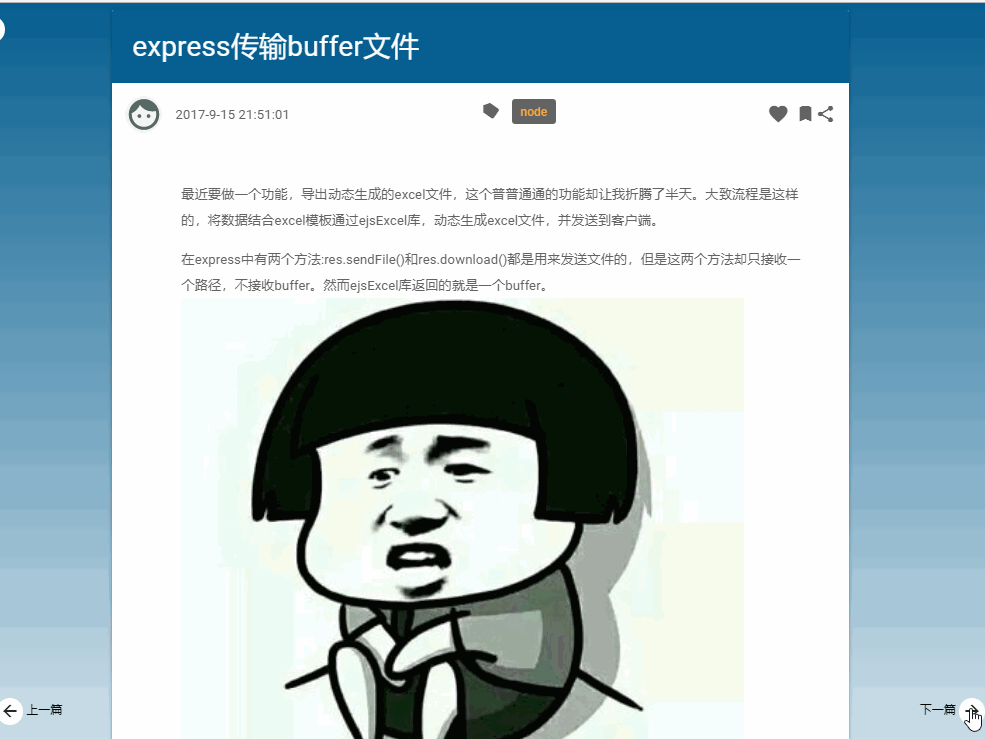 express传输buffer文件
2017-9-15 21:51:01
node
最近要做一个功能，导出动态生成的excel文件，这个普普通通的功能却让我折腾了半天。大致流程是这样
的，将数据结合excel模板通过ejsExcel库，动态生成excel文件，并发送到客户端。
在express中有两个方法:res.sendFile()和res.download()都是用来发送文件的，但是这两个方法却只接收一
个路径，不接收buffer。然而ejsExcel库返回的就是一个buffer。
上一篇
下一篇